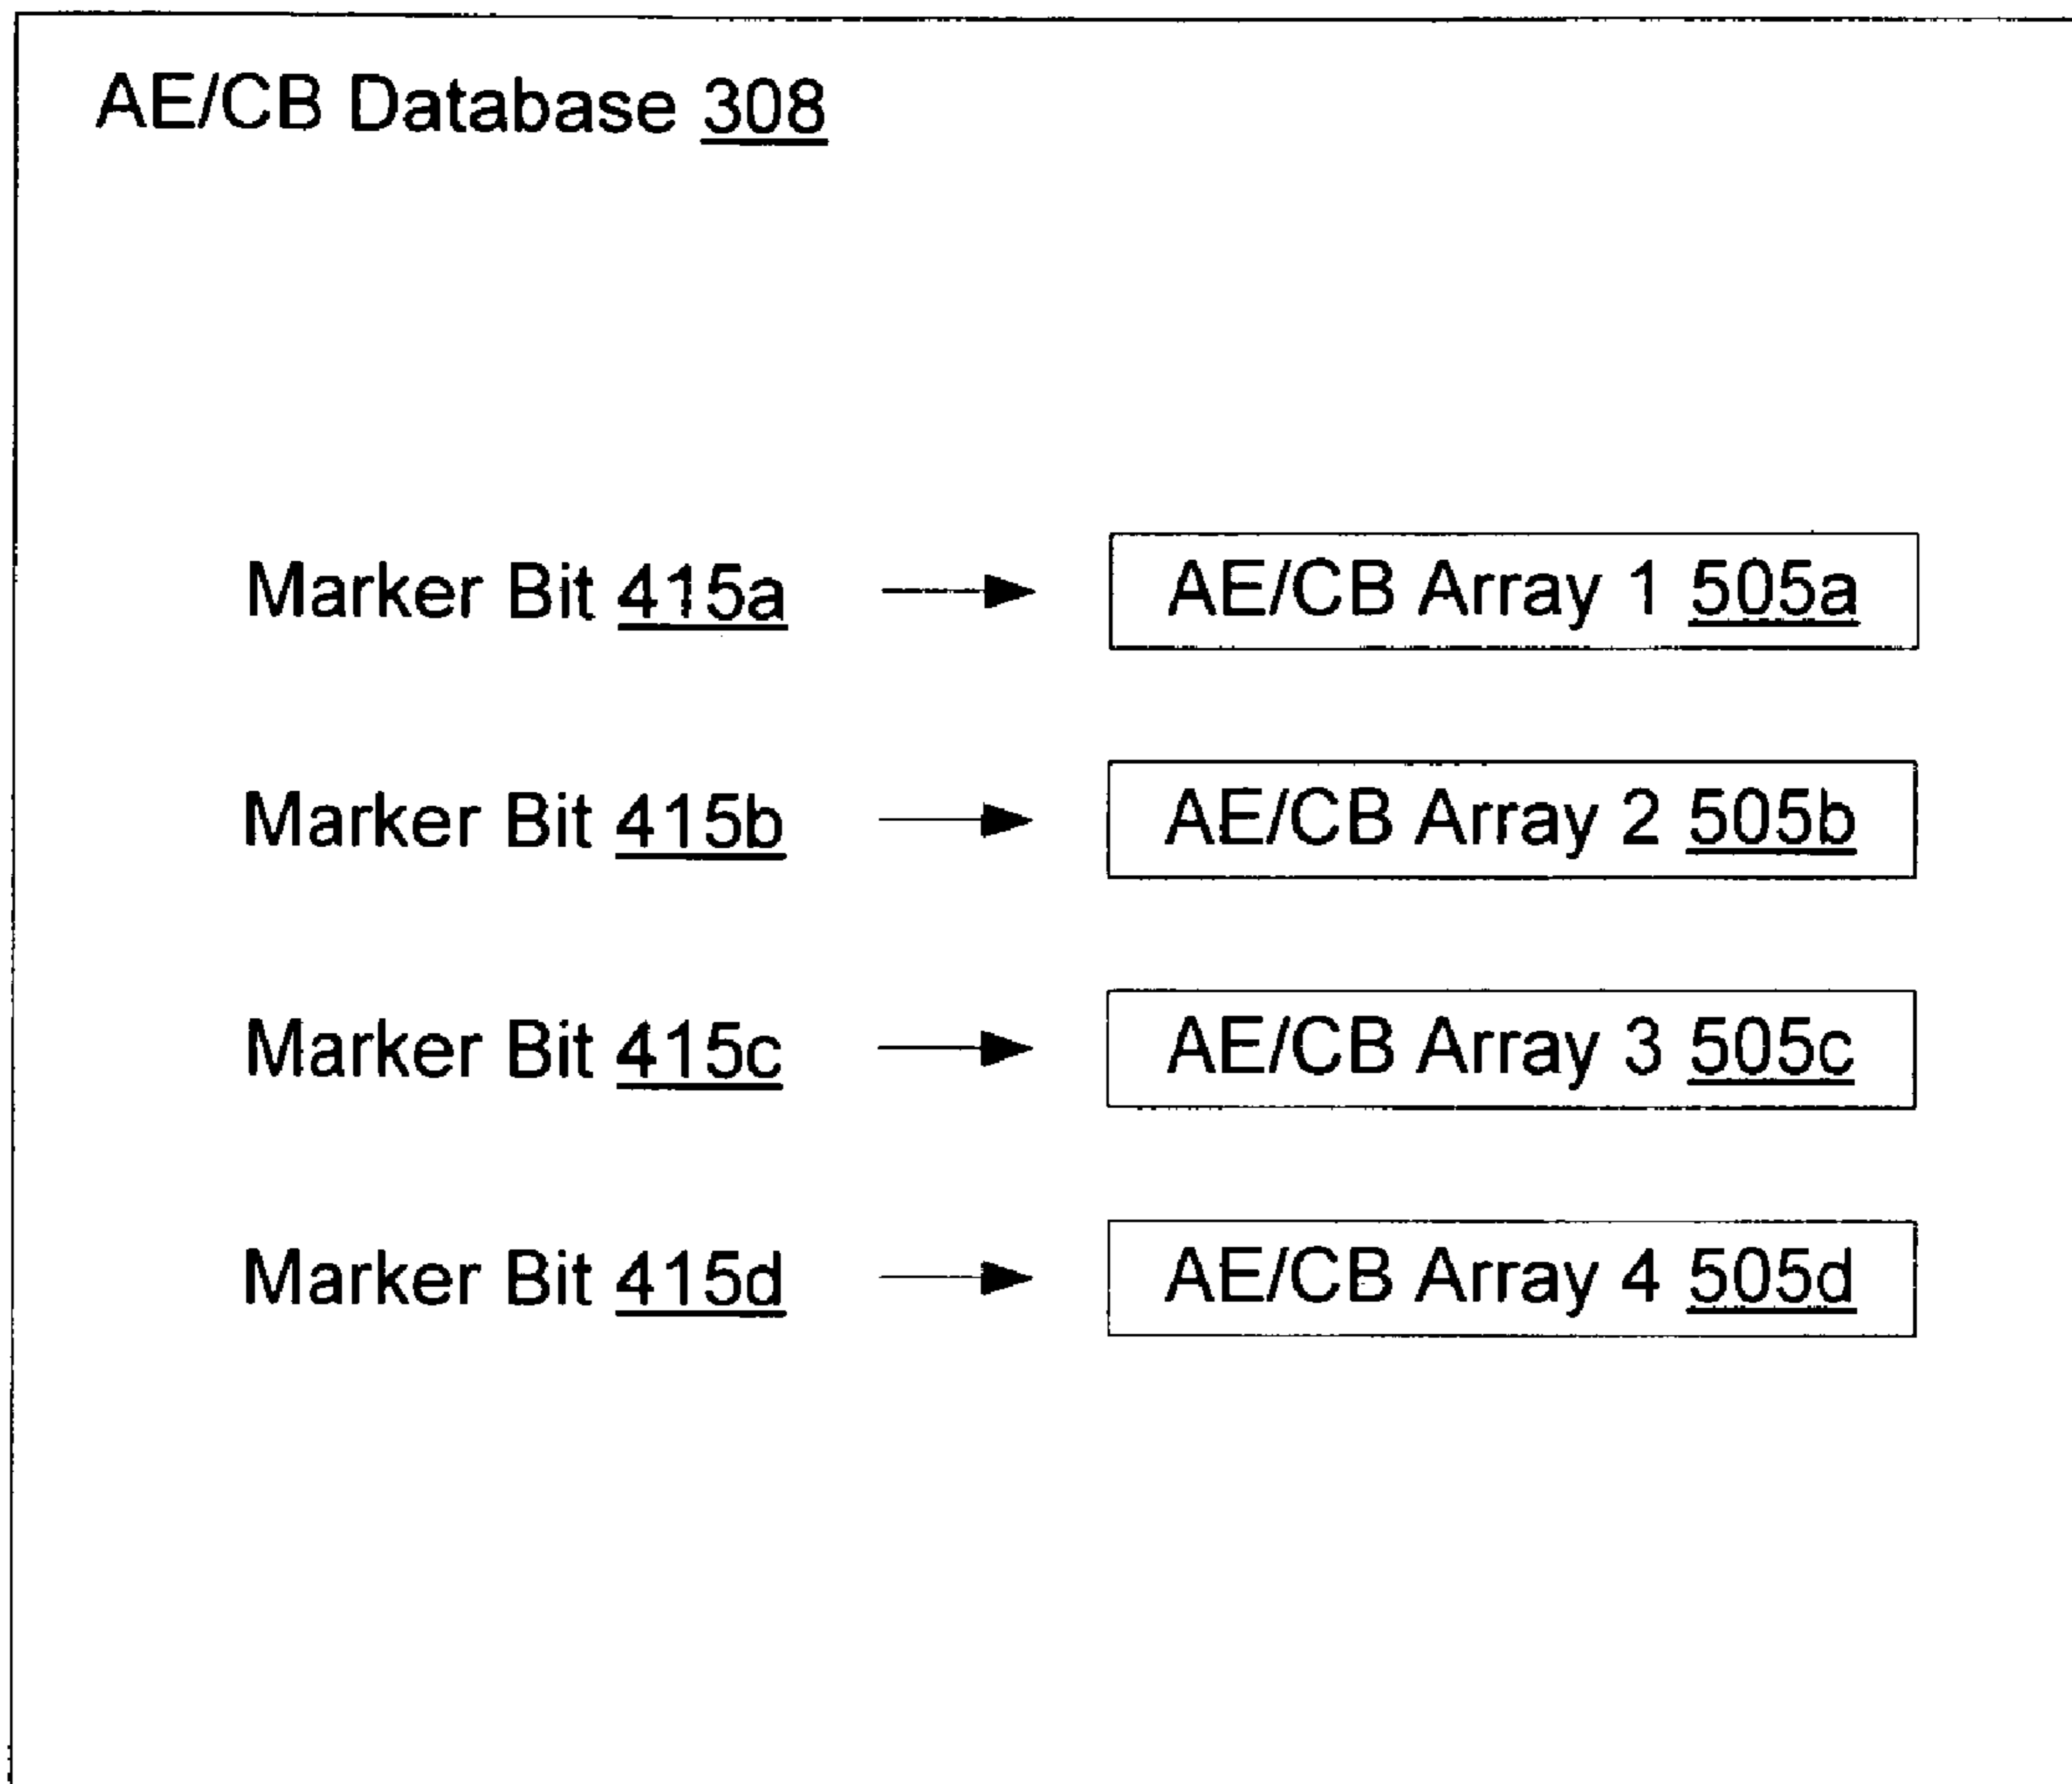 AE/CB Database 308
Marker Bit 415a AE/CB Array 1 505a
Marker Bit 415b AE/CB Array 2 505b
Marker Bit 415c AE/CB Array 3 505c
Marker Bit 415d AE/CB Array 4 505d